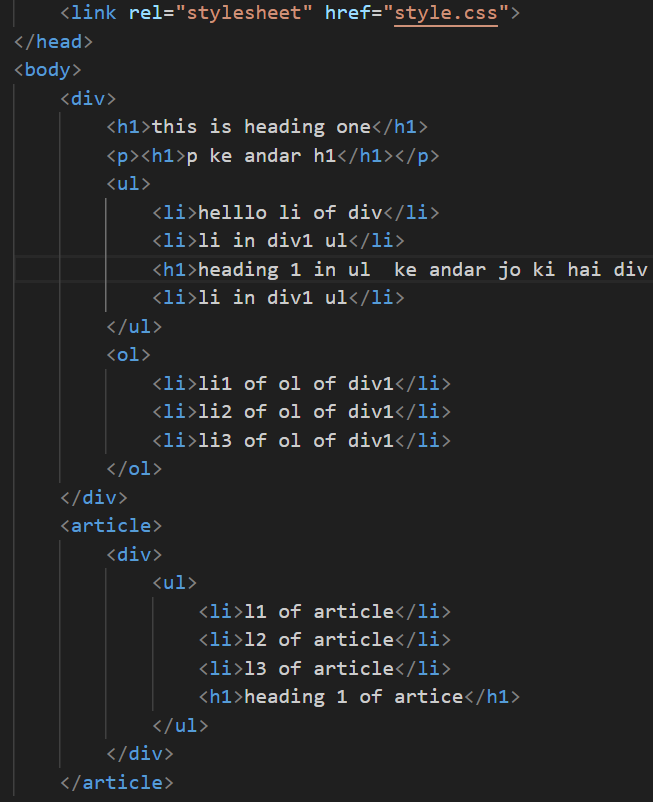 <link rel="stylesheet" href="style.css">
</head>
<body>
<div>
<h1>this is heading one</h1>
<p><h1>p ke andar h1</h1></p>
<ul>
<li>helllo li of div</li>
<li>li in div1 ul</li>
<h1>heading 1 in ul  ke andar jo ki hai div
<li>li in div1 ul</li>
</ul>
<ol>
<li>li1 of ol of div1</li>
<li>li2 of ol of div1</li>
<li>li3 of ol of div1</li>
</ol>
</div>
<article>
<div>
<ul>
<li>l1 of article</li>
<li>l2 of article</li>
<li>l3 of article</li>
<h1>heading 1 of artice</h1>
</ul>
</div>
</article>